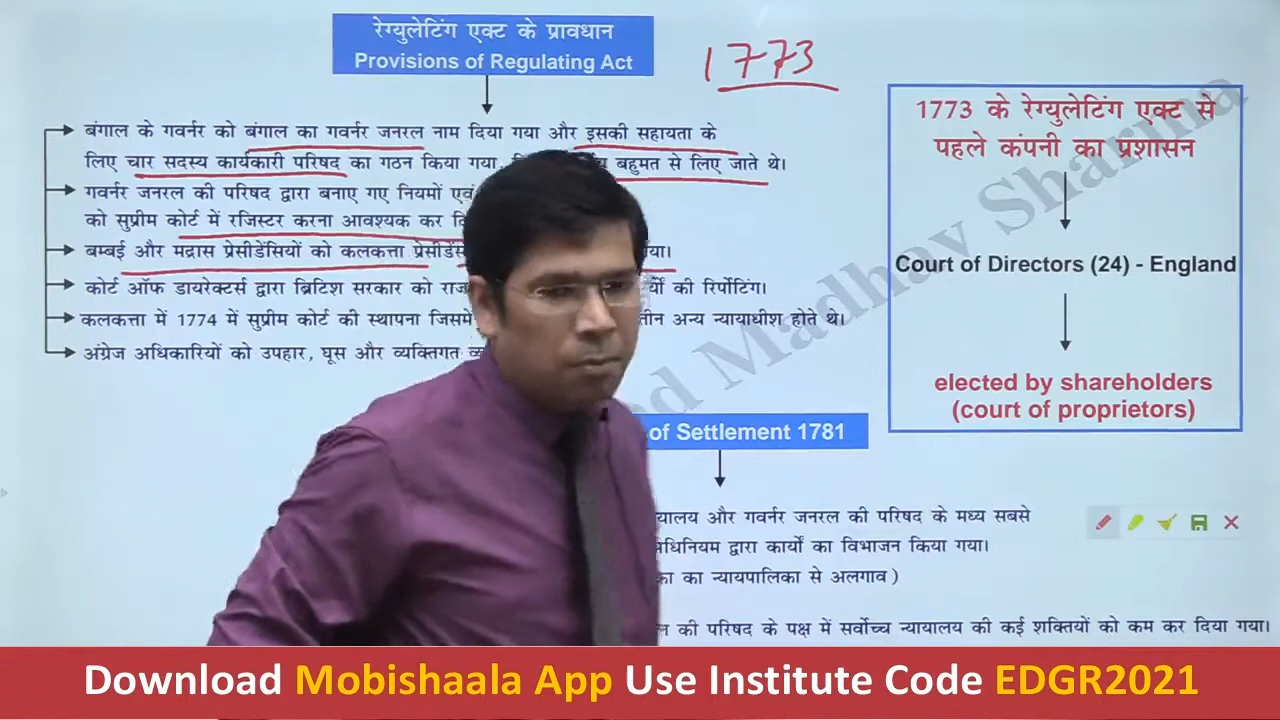 रेग्युलेटिंग एक्ट के प्रावधान
Provisions of Regulating Act
1773
बंगाल के गवर्नर को बंगाल का गवर्नर जनरल नाम दिया गया और इसकी सहायता के
लिए चार सदस्य कार्यकारी परिषद का गठन किया गया, बहुमत से लिए जाते थे।
गवर्नर जनरल की परिषद द्वारा बनाए गए नियमों एवं
को सुप्रीम कोर्ट में रजिस्टर करना आवश्यक कर
बम्बई और मद्रास प्रेसीडेंसियों को कलकत्ता
कोर्ट ऑफ डायरेक्टर्स द्वारा ब्रिटिश सरकार को की रिपोर्टिंग।
कलकत्ता में 1774 में सुप्रीम कोर्ट की स्थापना जिसमें तीन अन्य न्यायाधीश होते थे।
अंग्रेज अधिकारियों को उपहार, घूस और व्यक्तिगत
1773 के रेग्युलेटिंग एक्ट से
पहले कंपनी का प्रशासन
Court of Directors (24) - England
elected by shareholders
(court of proprietors)
of Settlement 1781
और गवर्नर जनरल की परिषद के मध्य सबसे
द्वारा कार्यों का विभाजन किया गया।
का न्यायपालिका से अलगाव )
की परिषद के पक्ष में सर्वोच्च न्यायालय की कई शक्तियों को कम कर दिया गया।
Madhav Sharma
Download Mobishaala App Use Institute Code EDGR2021